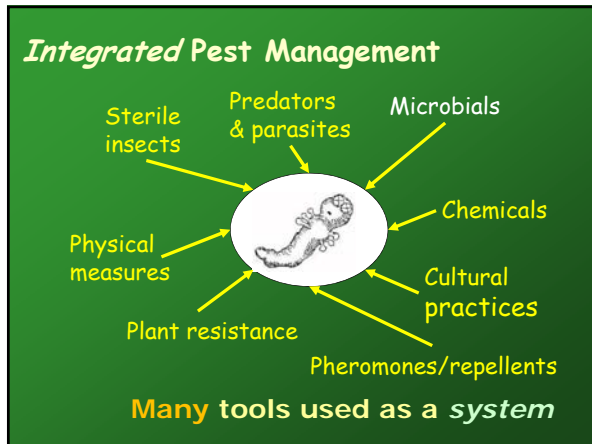 Integrated Pest Management
Predators
& parasites
Microbials
Sterile
insects
Chemicals
Physical
measures
Cultural
practices
Plant resistance
Pheromones/repellents
Many tools used as a system